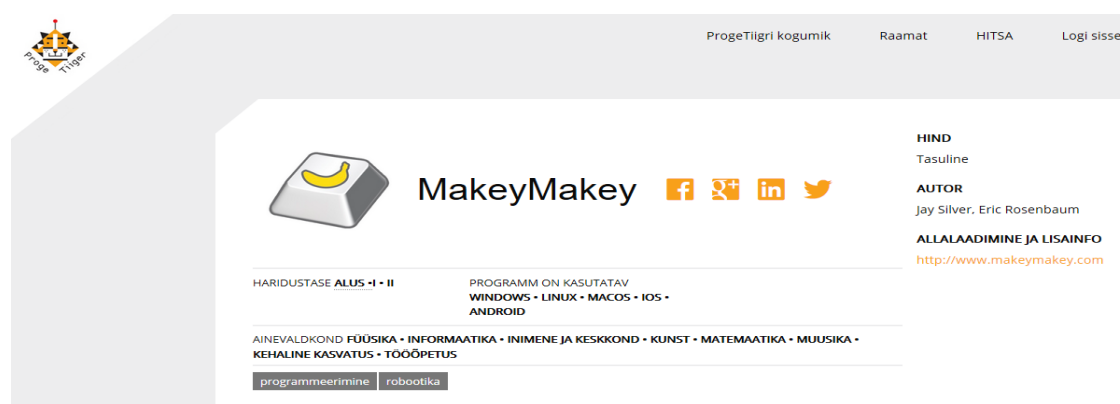 Proge Tiiger
ProgeTiigri kogumik Raamat HITSA Logi sisse
MakeyMakey
HARIDUSTASE ALUS •I • II
PROGRAMM ON KASUTATAV
WINDOWS • LINUX • MACOS • IOS •
ANDROID
AINEVALDKOND FÜÜSIKA • INFORMAATIKA • INIMENE JA KESKKOND • KUNST • MATEMAATIKA • MUUSIKA •
KEHALINE KASVATUS • TÖÖÕPETUS
programmeerimine robootika
HIND
Tasuline
AUTOR
Jay Silver, Eric Rosenbaum
ALLALAADIMINE JA LISAINFO
http://www.makeymakey.com